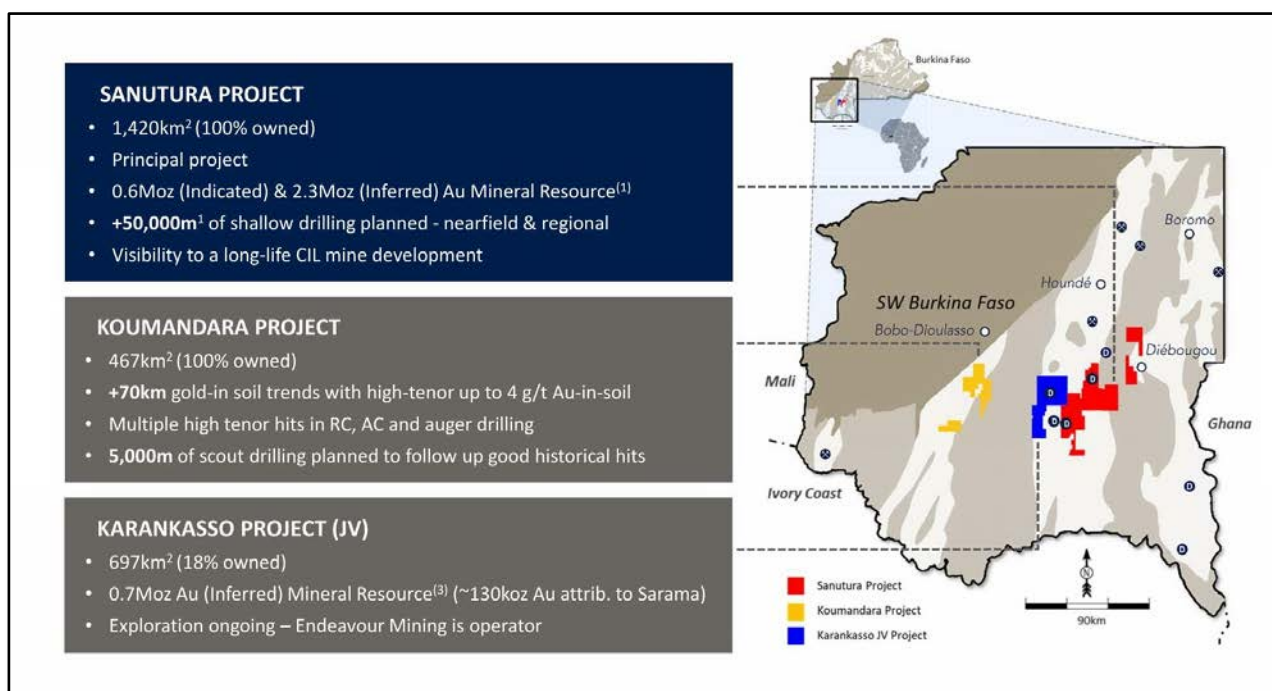 SANUTURA PROJECT
• 1,420km² (100% owned)
• Principal project
• 0.6Moz (Indicated) & 2.3Moz (Inferred) Au Mineral Resource⁽¹⁾
• +50,000m¹ of shallow drilling planned - nearfield & regional
• Visibility to a long-life CIL mine development
KOUMANDARA PROJECT
• 467km² (100% owned)
• +70km gold-in soil trends with high-tenor up to 4 g/t Au-in-soil
• Multiple high tenor hits in RC, AC and auger drilling
• 5,000m of scout drilling planned to follow up good historical hits
KARANKASSO PROJECT (JV)
• 697km² (18% owned)
• 0.7Moz Au (Inferred) Mineral Resource⁽³⁾ (~130koz Au attrib. to Sarama)
• Exploration ongoing – Endeavour Mining is operator
Burkina Faso
Boromo
Houndé
SW Burkina Faso
Bobo-Dioulasso
Diébougou
Mali
D
D
D
D
D
Ghana
Ivory Coast
D
D
N
90km
Sanutura Project
Koumandara Project
Karankasso JV Project